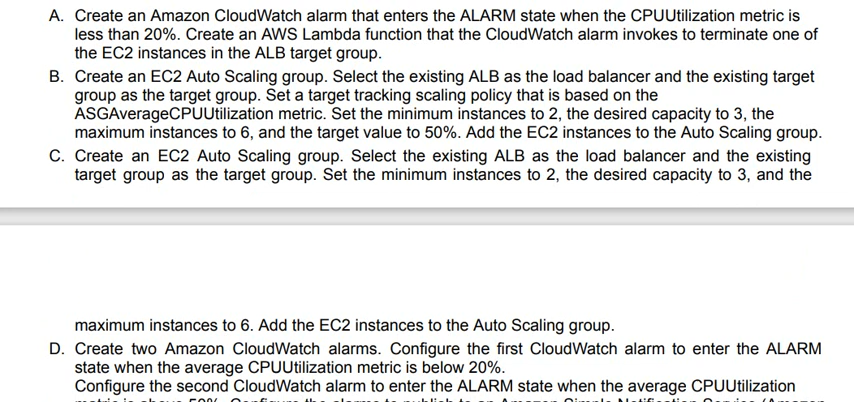 A. Create an Amazon CloudWatch alarm that enters the ALARM state when the CPUUtilization metric is
less than 20%. Create an AWS Lambda function that the CloudWatch alarm invokes to terminate one of
the EC2 instances in the ALB target group.
B. Create an EC2 Auto Scaling group. Select the existing ALB as the load balancer and the existing target
group as the target group. Set a target tracking scaling policy that is based on the
ASGAverageCPUUtilization metric. Set the minimum instances to 2, the desired capacity to 3, the
maximum instances to 6, and the target value to 50%. Add the EC2 instances to the Auto Scaling group.
C. Create an EC2 Auto Scaling group. Select the existing ALB as the load balancer and the existing
target group as the target group. Set the minimum instances to 2, the desired capacity to 3, and the
maximum instances to 6. Add the EC2 instances to the Auto Scaling group.
D. Create two Amazon CloudWatch alarms. Configure the first CloudWatch alarm to enter the ALARM
state when the average CPUUtilization metric is below 20%.
Configure the second CloudWatch alarm to enter the ALARM state when the average CPUUtilization